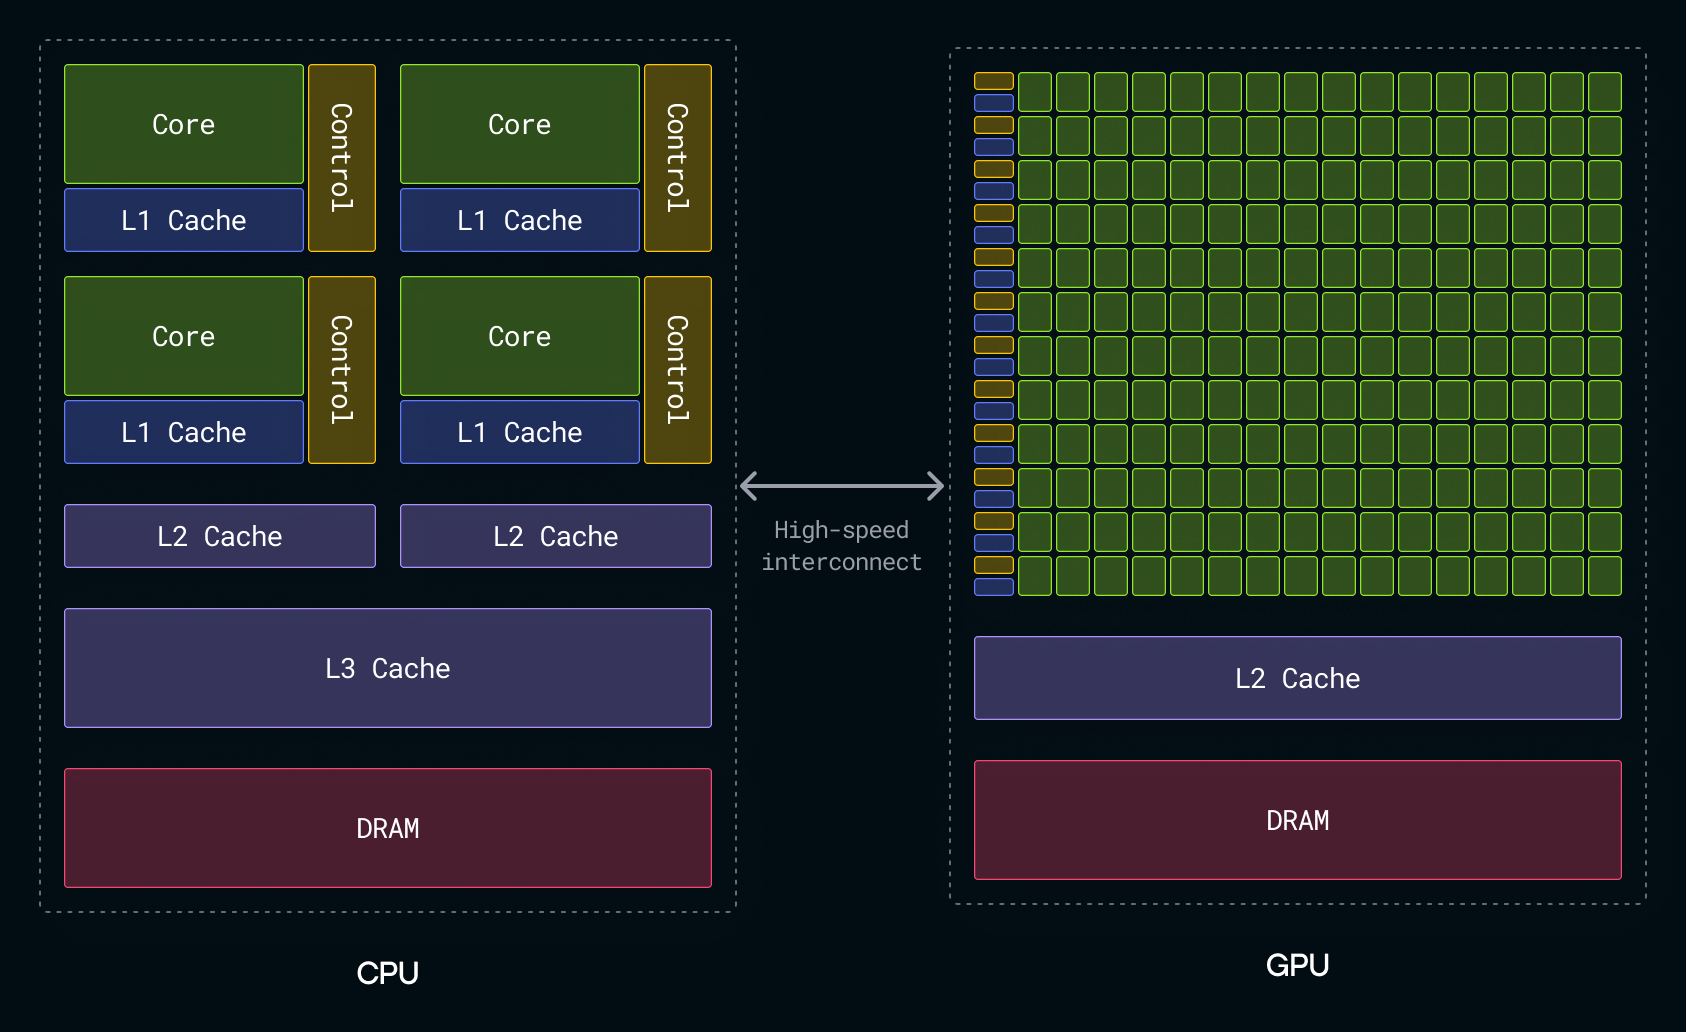 Core
Control
Core
Control
L1 Cache
L1 Cache
Core
Control
Core
Control
L1 Cache
L1 Cache
L2 Cache
L2 Cache
L3 Cache
DRAM
CPU
High-speed
interconnect
L2 Cache
DRAM
GPU